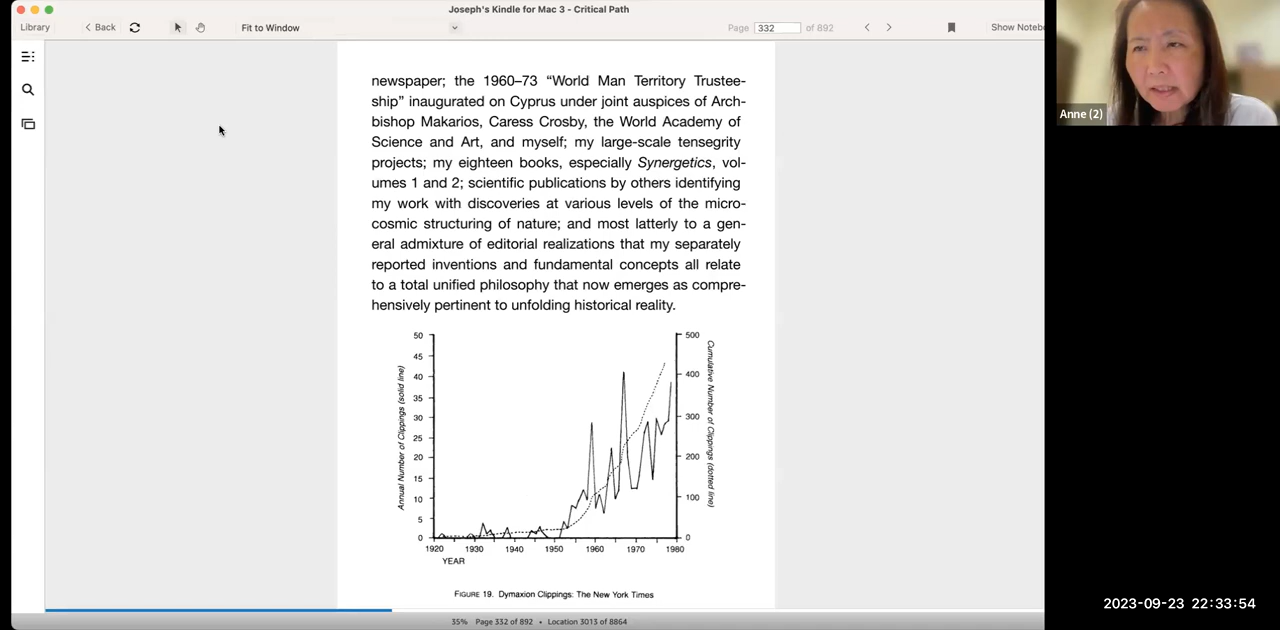 Joseph's Kindle for Mac 3 - Critical Path
Library
Back
Fit to Window
Page 332 of 892
Show Notebo
newspaper; the 1960–73 “World Man Territory Trustee-
ship” inaugurated on Cyprus under joint auspices of Arch-
bishop Makarios, Caress Crosby, the World Academy of
Science and Art, and myself; my large-scale tensegrity
projects; my eighteen books, especially Synergetics, vol-
umes 1 and 2; scientific publications by others identifying
my work with discoveries at various levels of the micro-
cosmic structuring of nature; and most latterly to a gen-
eral admixture of editorial realizations that my separately
reported inventions and fundamental concepts all relate
to a total unified philosophy that now emerges as compre-
hensively pertinent to unfolding historical reality.
Annual Number of Clippings (solid line)
50
45
40
35
30
25
20
15
10
5
0
500
400
300
200
100
0
Cumulative Number of Clippings (dotted line)
1920 1930 1940 1950 1960 1970 1980
YEAR
FIGURE 19. Dymaxion Clippings: The New York Times
35% Page 332 of 892 • Location 3013 of 8864
Anne (2)
2023-09-23 22:33:54